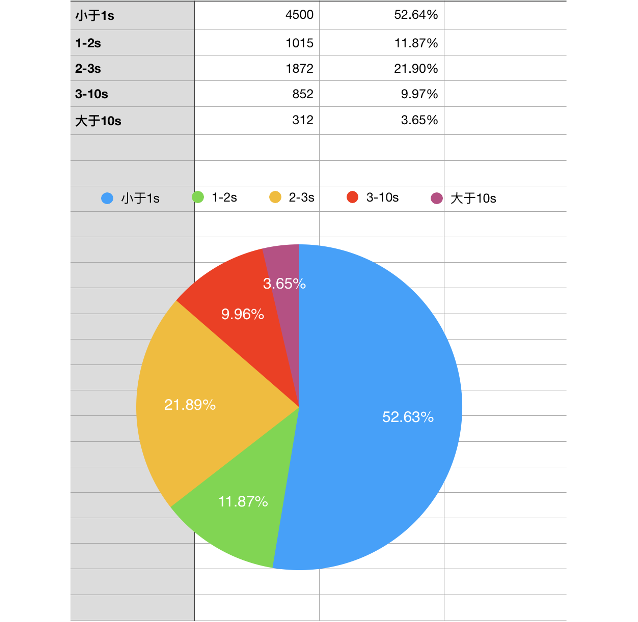 小于1s 4500 52.64%
1-2s 1015 11.87%
2-3s 1872 21.90%
3-10s 852 9.97%
大于10s 312 3.65%
小于1s 1-2s 2-3s 3-10s 大于10s
3.65%
9.96%
21.89%
52.63%
11.87%